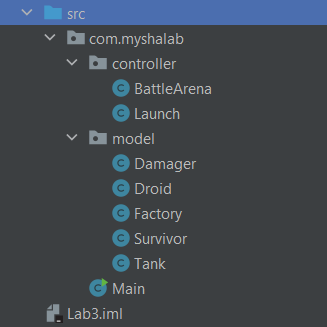 src
com.myshalab
controller
BattleArena
Launch
model
Damager
Droid
Factory
Survivor
Tank
Main
Lab3.iml